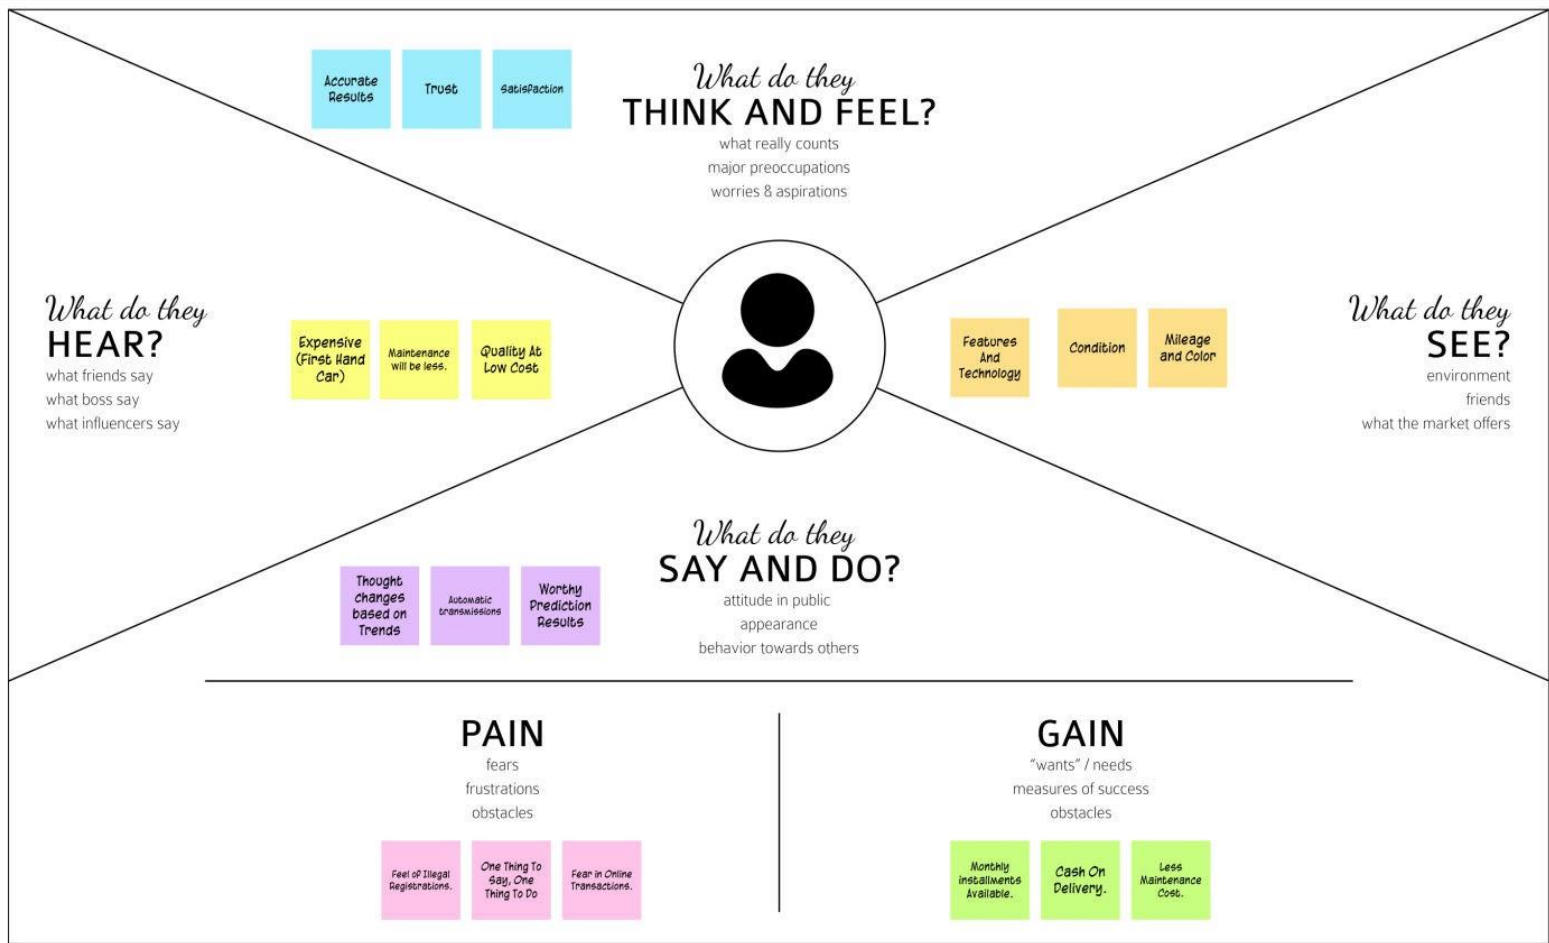 Accurate
Results
Trust
Satisfaction
What do they
THINK AND FEEL?
what really counts
major preoccupations
worries & aspirations
What do they
HEAR?
what friends say
what boss say
what influencers say
Expensive
(First Hand
Car)
Maintenance
will be less.
Quality At
Low Cost
Features
And
Technology
Condition
Mileage
and Color
What do they
SEE?
environment
friends
what the market offers
What do they
SAY AND DO?
attitude in public
appearance
behavior towards others
Thought
changes
based on
Trends
Automatic
transmissions
Worthy
Prediction
Results
PAIN
fears
frustrations
obstacles
Feel of Illegal
Registrations.
One Thing To
Say, One
Thing To Do
Fear in Online
Transactions.
GAIN
"wants" / needs
measures of success
obstacles
Monthly
installments
Available.
Cash On
Delivery.
Less
Maintenance
Cost.